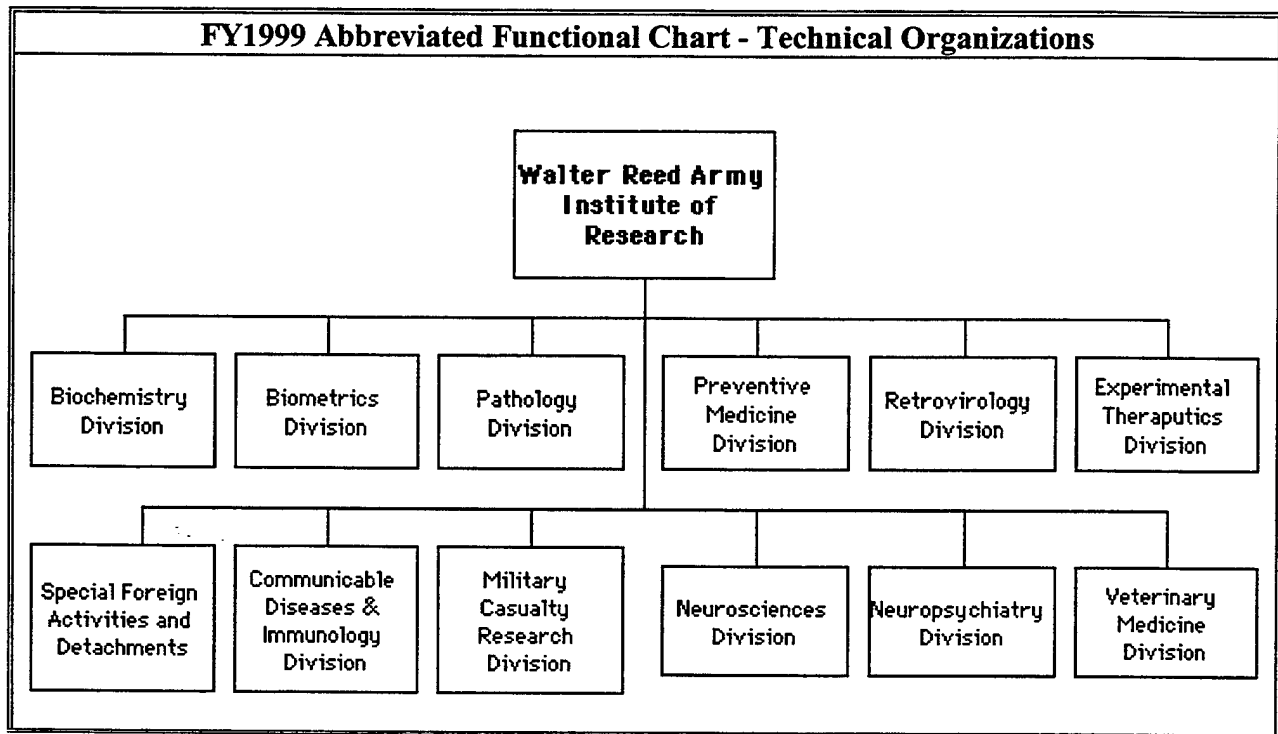 FY1999 Abbreviated Functional Chart - Technical Organizations
Walter Reed Army
Institute of
Research
Biochemistry
Division
Biometrics
Division
Pathology
Division
Preventive
Medicine
Division
Retrovirology
Division
Experimental
Theraputics
Division
Special Foreign
Activities and
Detachments
Communicable
Diseases &
Immunology
Division
Military
Casualty
Research
Division
Neurosciences
Division
Neuropsychiatry
Division
Veterinary
Medicine
Division